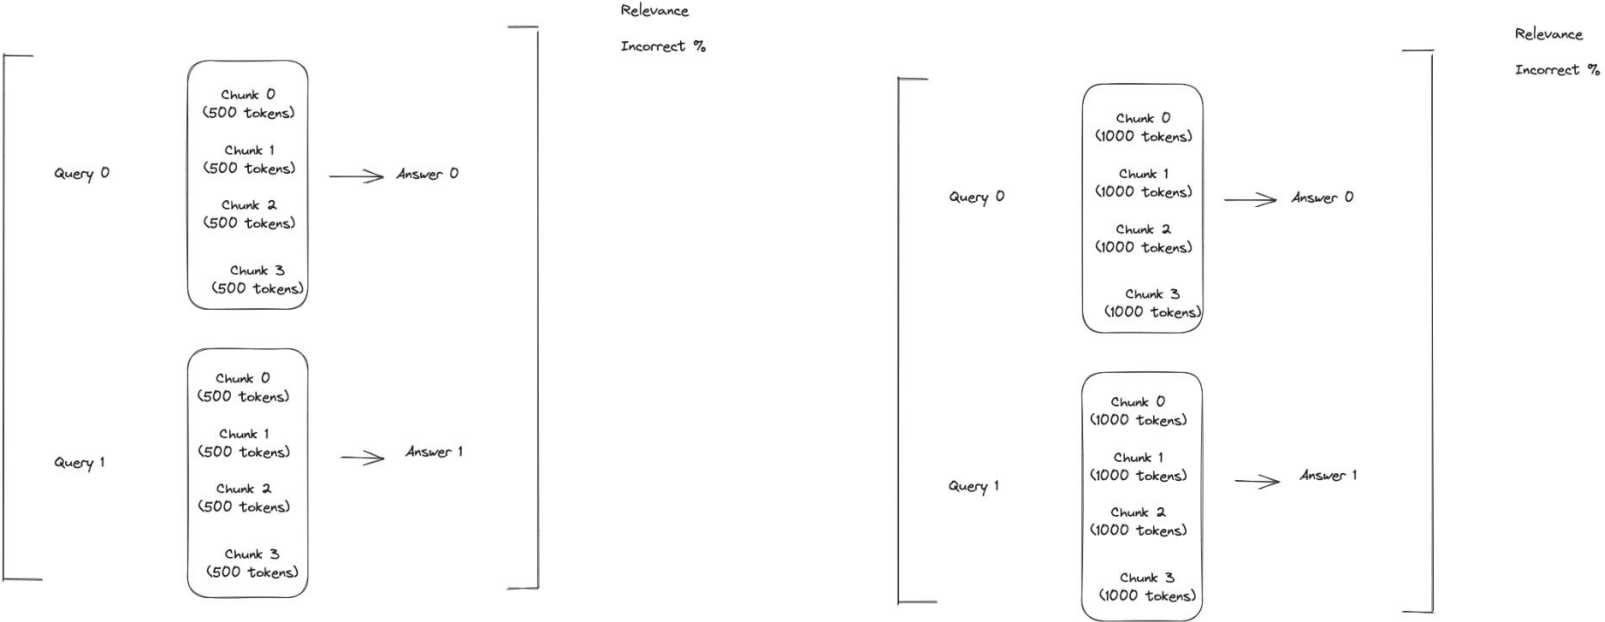 Relevance
Incorrect %
Query 0
Chunk 0
(500 tokens)
Chunk 1
(500 tokens)
Chunk 2
(500 tokens)
Chunk 3
(500 tokens)
Answer 0
Query 1
Chunk 0
(500 tokens)
Chunk 1
(500 tokens)
Chunk 2
(500 tokens)
Chunk 3
(500 tokens)
Answer 1
Relevance
Incorrect %
Query 0
Chunk 0
(1000 tokens)
Chunk 1
(1000 tokens)
Chunk 2
(1000 tokens)
Chunk 3
(1000 tokens)
Answer 0
Query 1
Chunk 0
(1000 tokens)
Chunk 1
(1000 tokens)
Chunk 2
(1000 tokens)
Chunk 3
(1000 tokens)
Answer 1